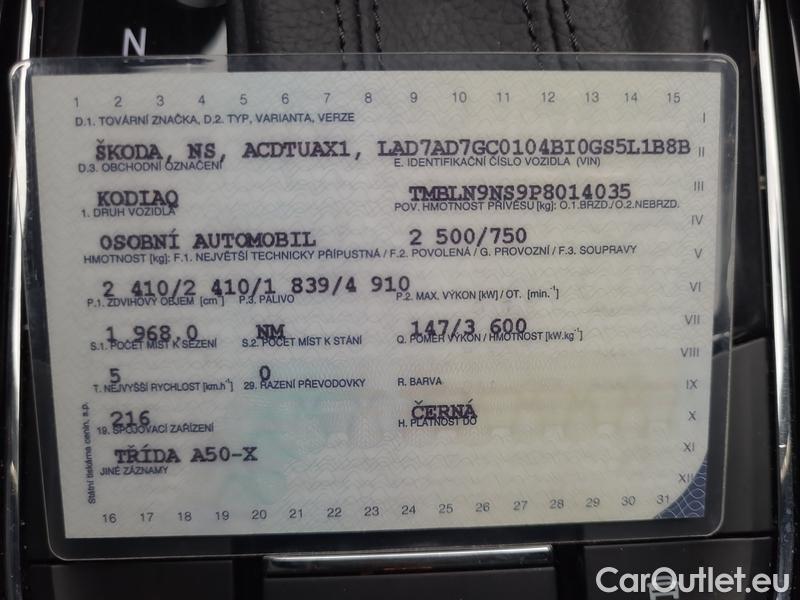 N
1 2 3 4 5 6 7 8 9 10 11 12 13 14 15
D.1. TOVÁRNÍ ZNAČKA, D.2. TYP, VARIANTA, VERZE
I
ŠKODA, NS, ACDTUAX1, LAD7AD7GC0104BI0GS5L1B8B
II
D.3. OBCHODNÍ OZNAČENÍ E. IDENTIFIKAČNÍ ČÍSLO VOZIDLA (VIN)
KODIAQ TMBLN9NS9P8014035
III
1. DRUH VOZIDLA POV. HMOTNOST PŘÍVĚSU [kg]: O.1.BRZD./O.2.NEBRZD.
IV
OSOBNÍ AUTOMOBIL 2 500/750
HMOTNOST [kg]: F.1. NEJVĚTŠÍ TECHNICKY PŘÍPUSTNÁ / F.2. POVOLENÁ / G. PROVOZNÍ / F.3. SOUPRAVY
V
2 410/2 410/1 839/4 910
VI
P.1. ZDVIHOVÝ OBJEM [cm³] P.3. PALIVO P.2. MAX. VÝKON [kW] / OT. [min.⁻¹]
1 968,0 NM 147/3 600
VII
S.1. POČET MÍST K SEZENÍ S.2. POČET MÍST K STÁNÍ Q. POMĚR VÝKON / HMOTNOST [kW.kg⁻¹]
VIII
5 0
T. NEJVYŠŠÍ RYCHLOST [km.h⁻¹] 29. ŘAZENÍ PŘEVODOVKY R. BARVA
IX
216 ČERNÁ
X
19. SPOJOVACÍ ZAŘÍZENÍ H. PLATNOST DO
TŘÍDA A50-X
XI
JINÉ ZÁZNAMY
XII
Státní tiskárna cenin, s.p.
16 17 18 19 20 21 22 23 24 25 26 27 28 29 30 31
CarOutlet.eu